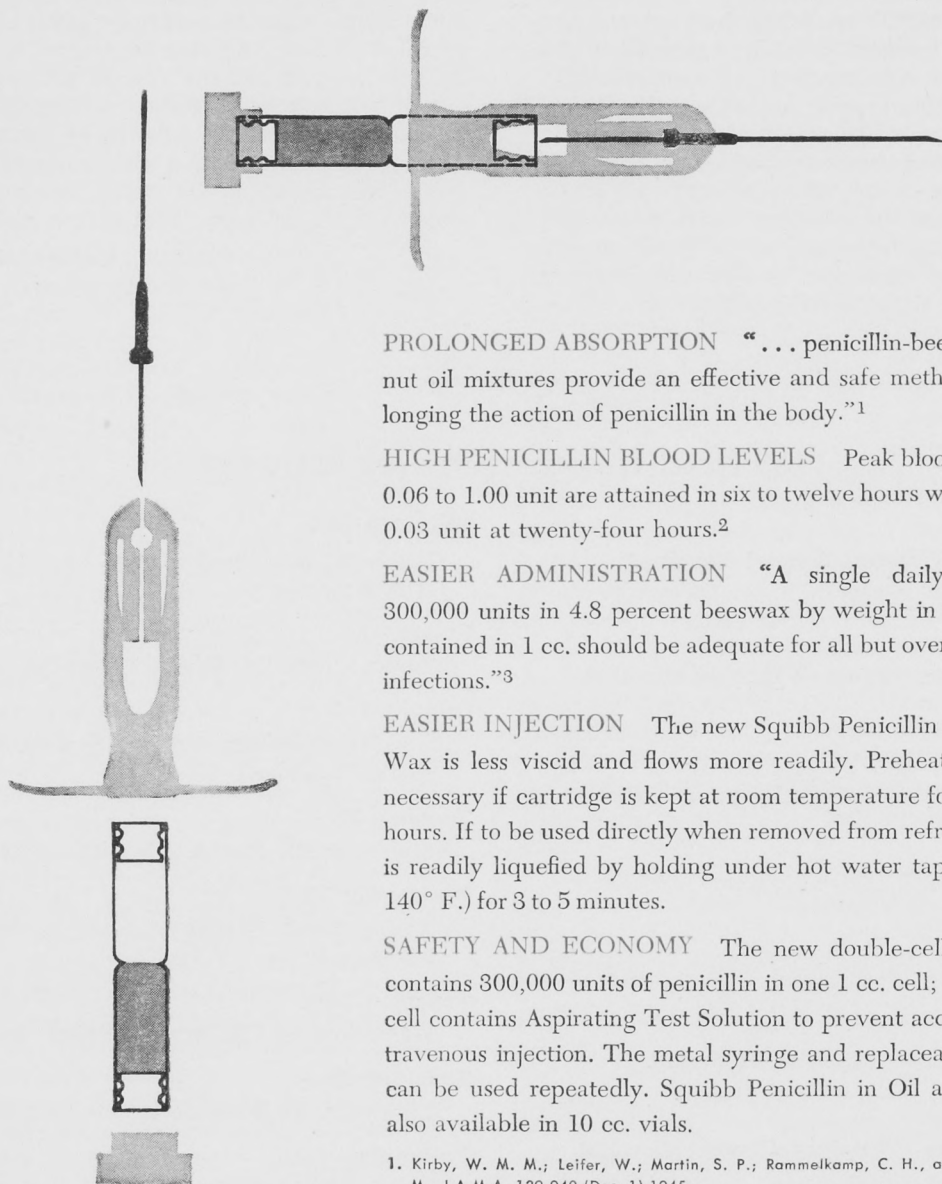 PROLONGED ABSORPTION “... penicillin-bee
nut oil mixtures provide an effective and safe meth
longing the action of penicillin in the body.”1
HIGH PENICILLIN BLOOD LEVELS Peak bloo
0.06 to 1.00 unit are attained in six to twelve hours w
0.03 unit at twenty-four hours.2
EASIER ADMINISTRATION “A single daily
300,000 units in 4.8 percent beeswax by weight in
contained in 1 cc. should be adequate for all but over
infections.”3
EASIER INJECTION The new Squibb Penicillin
Wax is less viscid and flows more readily. Preheat
necessary if cartridge is kept at room temperature fo
hours. If to be used directly when removed from refr
is readily liquefied by holding under hot water tap
140° F.) for 3 to 5 minutes.
SAFETY AND ECONOMY The new double-cell
contains 300,000 units of penicillin in one 1 cc. cell;
cell contains Aspirating Test Solution to prevent acc
travenous injection. The metal syringe and replacea
can be used repeatedly. Squibb Penicillin in Oil a
also available in 10 cc. vials.
1. Kirby, W. M. M.; Leifer, W.; Martin, S. P.; Rammelkamp, C. H., a